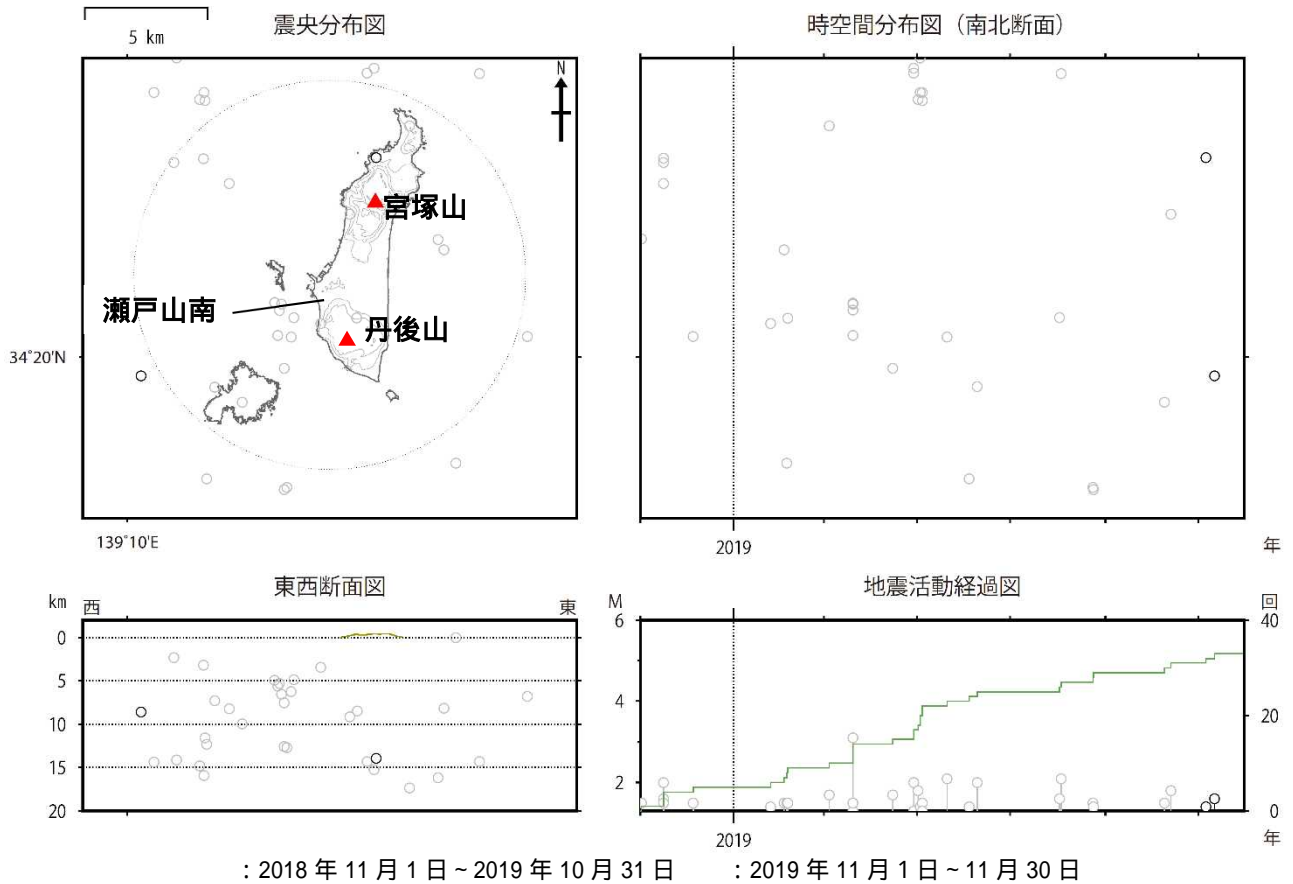 震央分布図
5 km
N
宮塚山
瀬戸山南
丹後山
34°20'N
139°10'E
時空間分布図（南北断面）
2019
年
東西断面図
km
西
東
0
5
10
15
20
地震活動経過図
M
回
6
4
2
40
20
0
2019
年
：2018 年 11 月 1 日～2019 年 10 月 31 日 ：2019 年 11 月 1 日～11 月 30 日